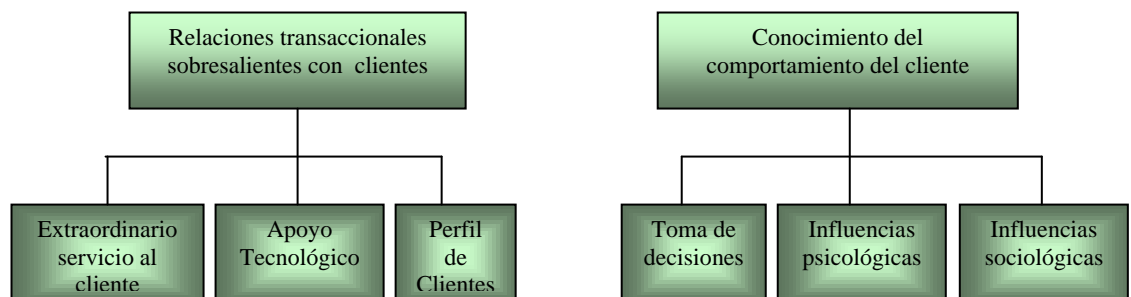 Relaciones transaccionales
sobresalientes con clientes
Conocimiento del
comportamiento del cliente
Extraordinario
servicio al
cliente
Apoyo
Tecnológico
Perfil
de
Clientes
Toma de
decisiones
Influencias
psicológicas
Influencias
sociológicas